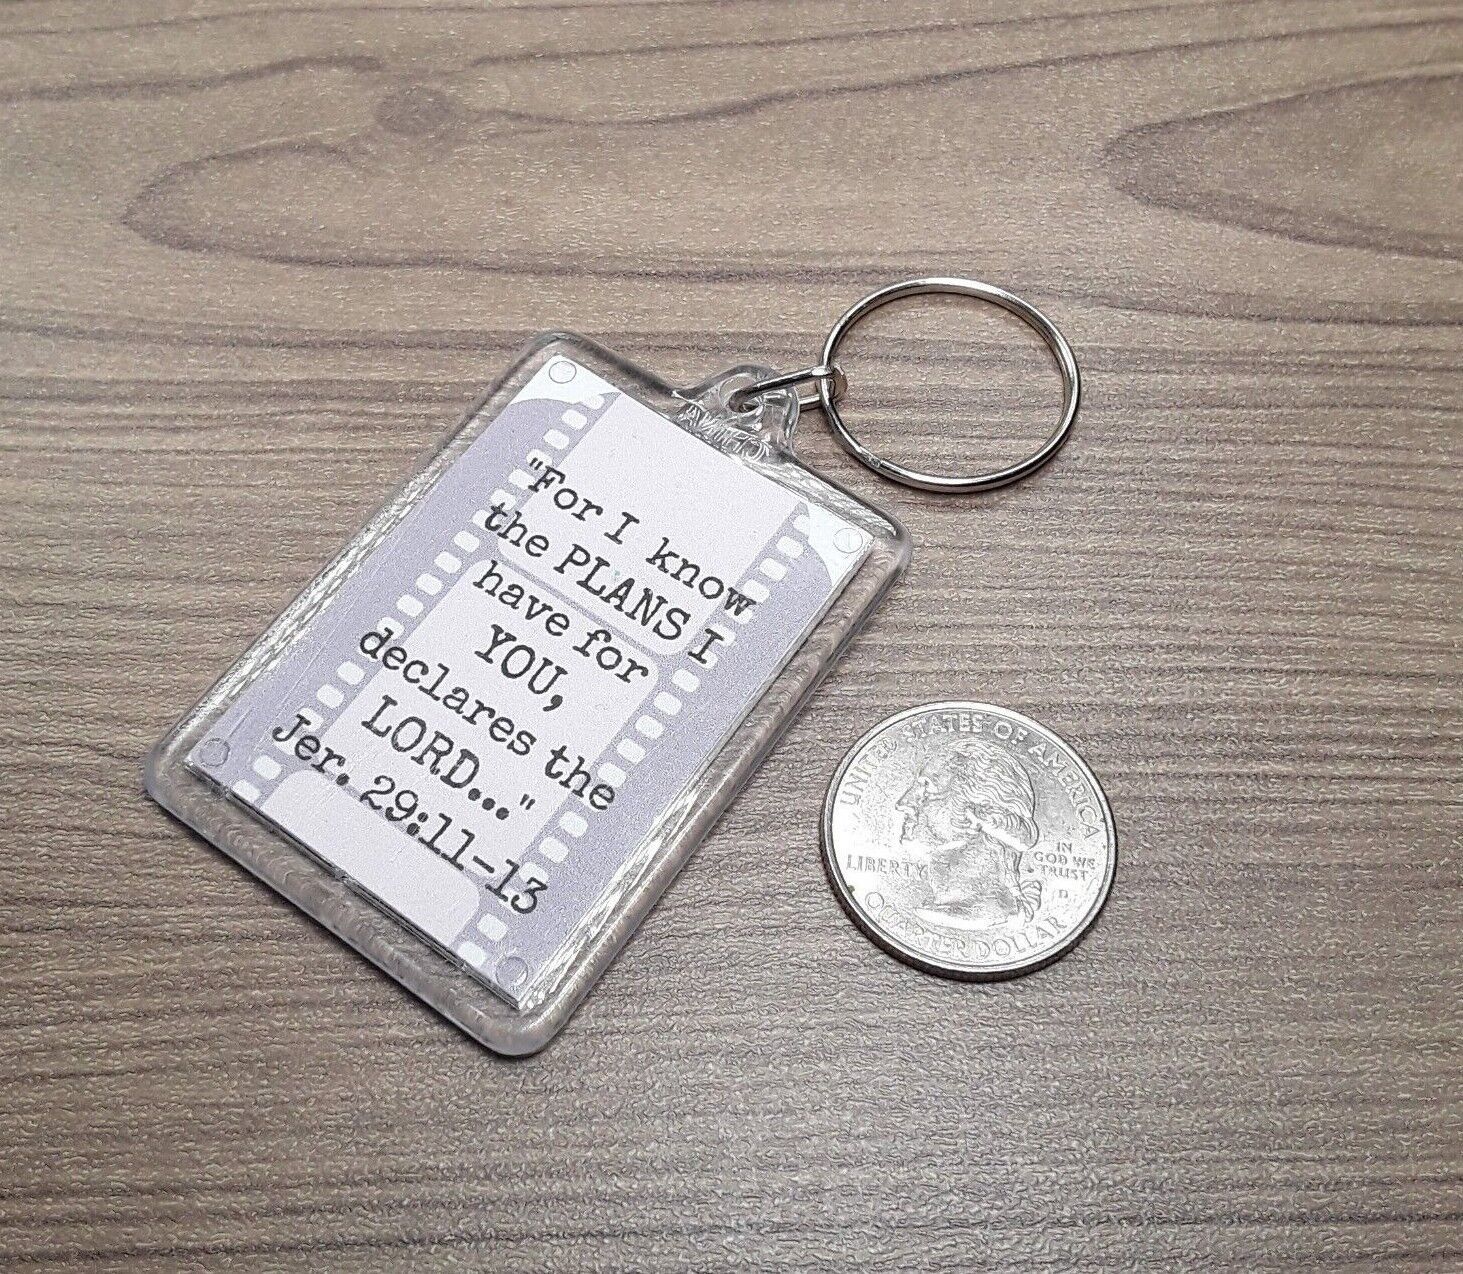 "For I know
the PLANS I
have for
YOU,
declares the
LORD..."
Jer. 29:11-13
UNITED STATES OF AMERICA
LIBERTY
IN
GOD WE
TRUST
D
QUARTER DOLLAR